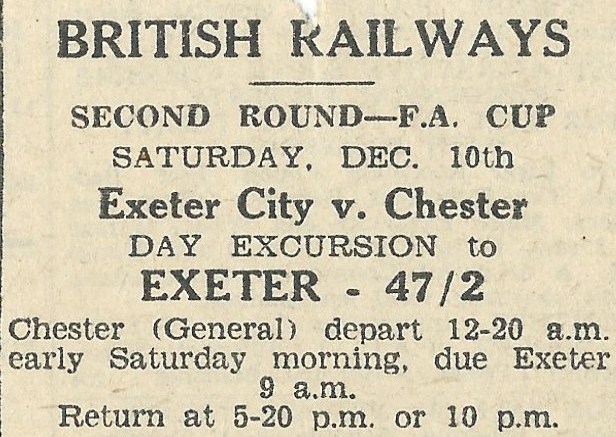 BRITISH RAILWAYS
SECOND ROUND—F.A. CUP
SATURDAY, DEC. 10th
Exeter City v. Chester
DAY EXCURSION to
EXETER - 47/2
Chester (General) depart 12-20 a.m.
early Saturday morning, due Exeter
9 a.m.
Return at 5-20 p.m. or 10 p.m.